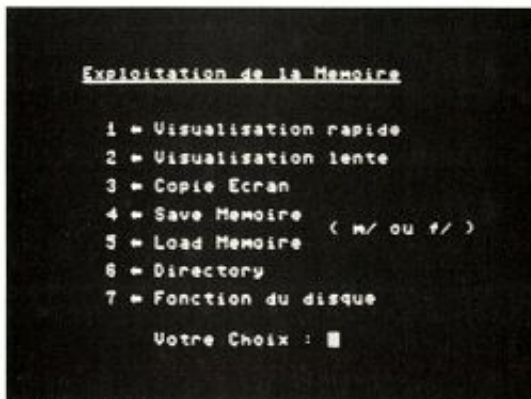 Exploitation de la Memoire
1 = Visualisation rapide
2 = Visualisation lente
3 = Copie Ecran
4 = Save Memoire
( m/ ou f/ )
5 = Load Memoire
6 = Directory
7 = Fonction du disque
Votre Choix :